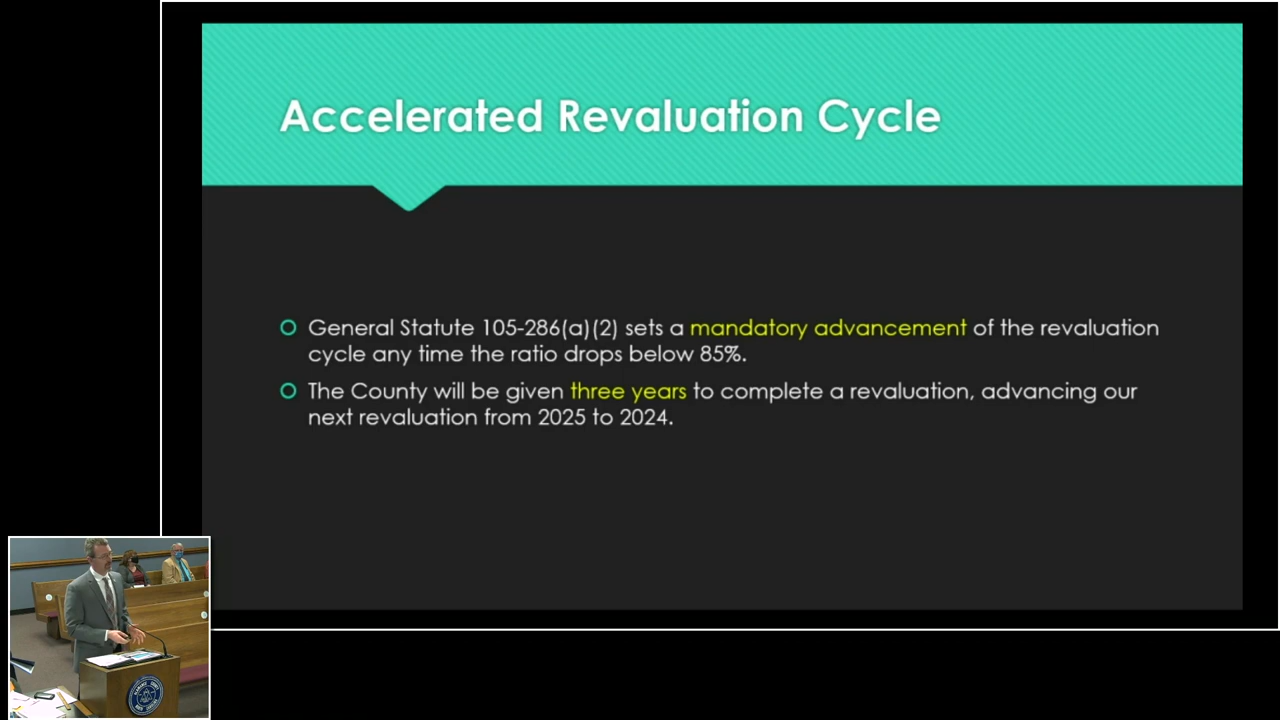 Accelerated Revaluation Cycle
General Statute 105-286(a)(2) sets a mandatory advancement of the revaluation
cycle any time the ratio drops below 85%.
The County will be given three years to complete a revaluation, advancing our
next revaluation from 2025 to 2024.